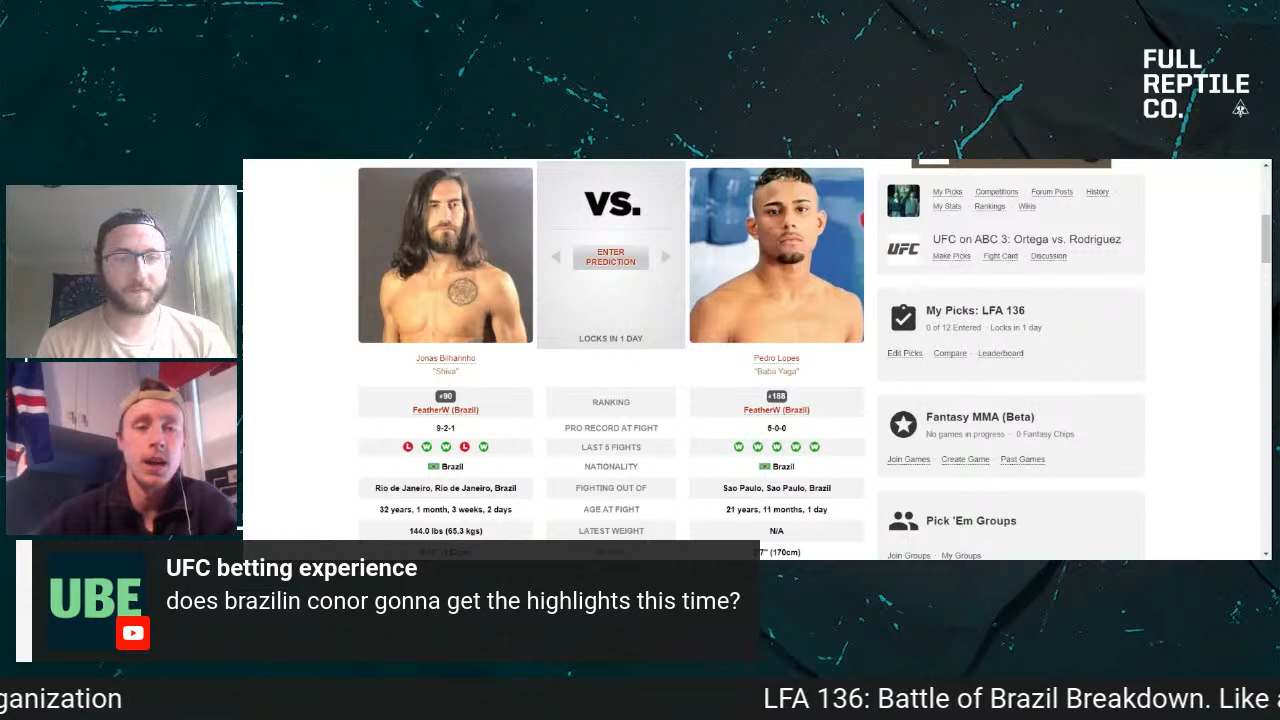 FULL
REPTILE
CO.
VS.
ENTER
PREDICTION
LOCKS IN 1 DAY
Jonas Bilharinho
"Shiva"
Pedro Lopes
"Baba Yaga"
#90
FeatherW (Brazil)
RANKING
#188
FeatherW (Brazil)
9-2-1
PRO RECORD AT FIGHT
5-0-0
L W W L W
LAST 5 FIGHTS
W W W W W
Brazil
NATIONALITY
Brazil
Rio de Janeiro, Rio de Janeiro, Brazil
FIGHTING OUT OF
Sao Paulo, Sao Paulo, Brazil
32 years, 1 month, 3 weeks, 2 days
AGE AT FIGHT
21 years, 11 months, 1 day
144.0 lbs (65.3 kgs)
LATEST WEIGHT
N/A
7" (170cm)
My Picks Competitions Forum Posts History
My Stats Rankings Wikis
UFC
UFC on ABC 3: Ortega vs. Rodriguez
Make Picks Fight Card Discussion
My Picks: LFA 136
0 of 12 Entered · Locks in 1 day
Edit Picks Compare Leaderboard
Fantasy MMA (Beta)
No games in progress · 0 Fantasy Chips
Join Games Create Game Past Games
Pick 'Em Groups
Join Groups · My Groups
UBE
UFC betting experience
does brazilin conor gonna get the highlights this time?
ganization
LFA 136: Battle of Brazil Breakdown. Like